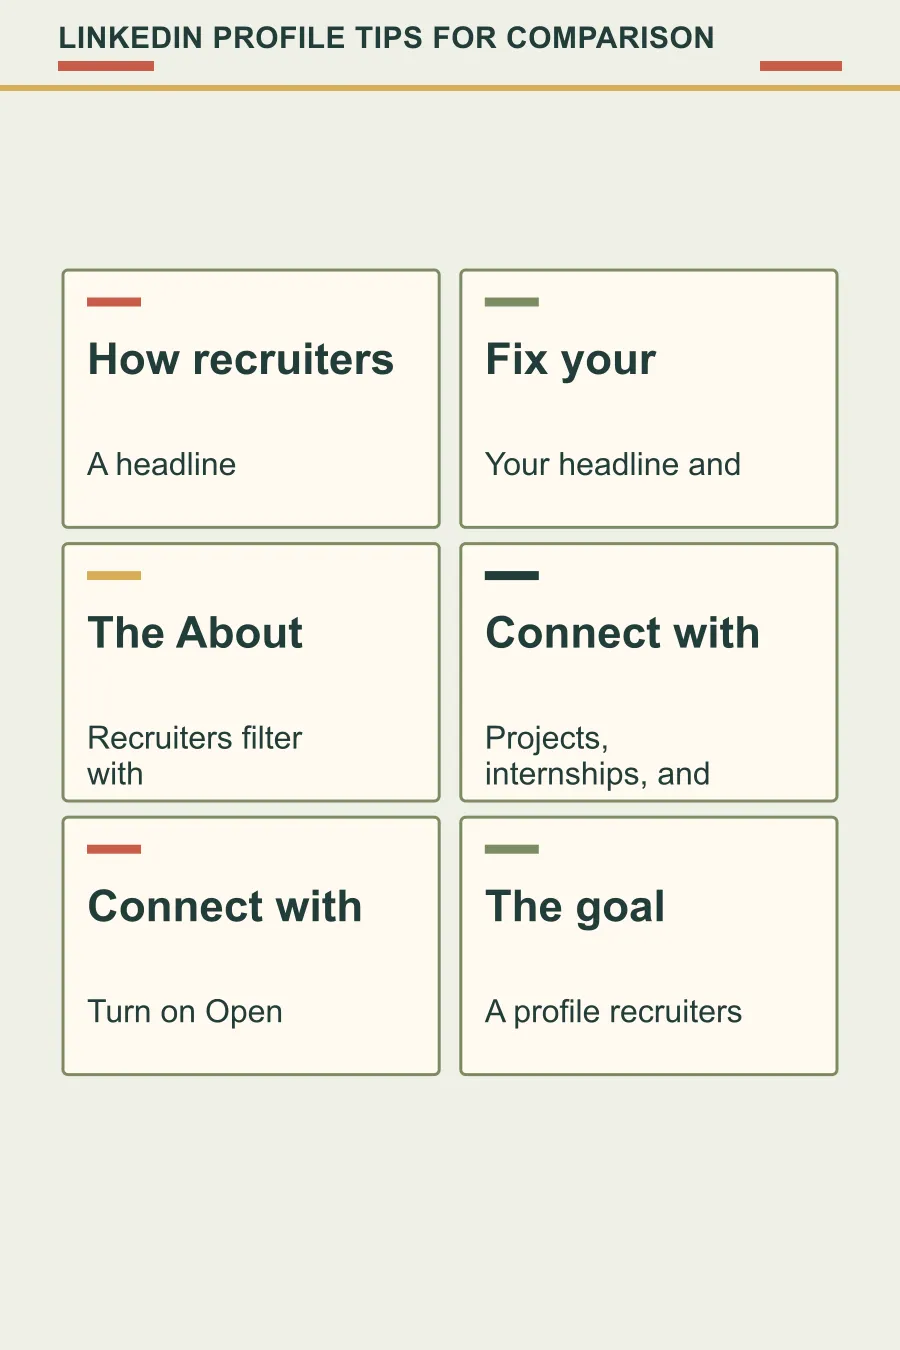 LINKEDIN PROFILE TIPS FOR COMPARISON
How recruiters
A headline
Fix your
Your headline and
The About
Recruiters filter
with
Connect with
Projects,
internships, and
Connect with
Turn on Open
The goal
A profile recruiters